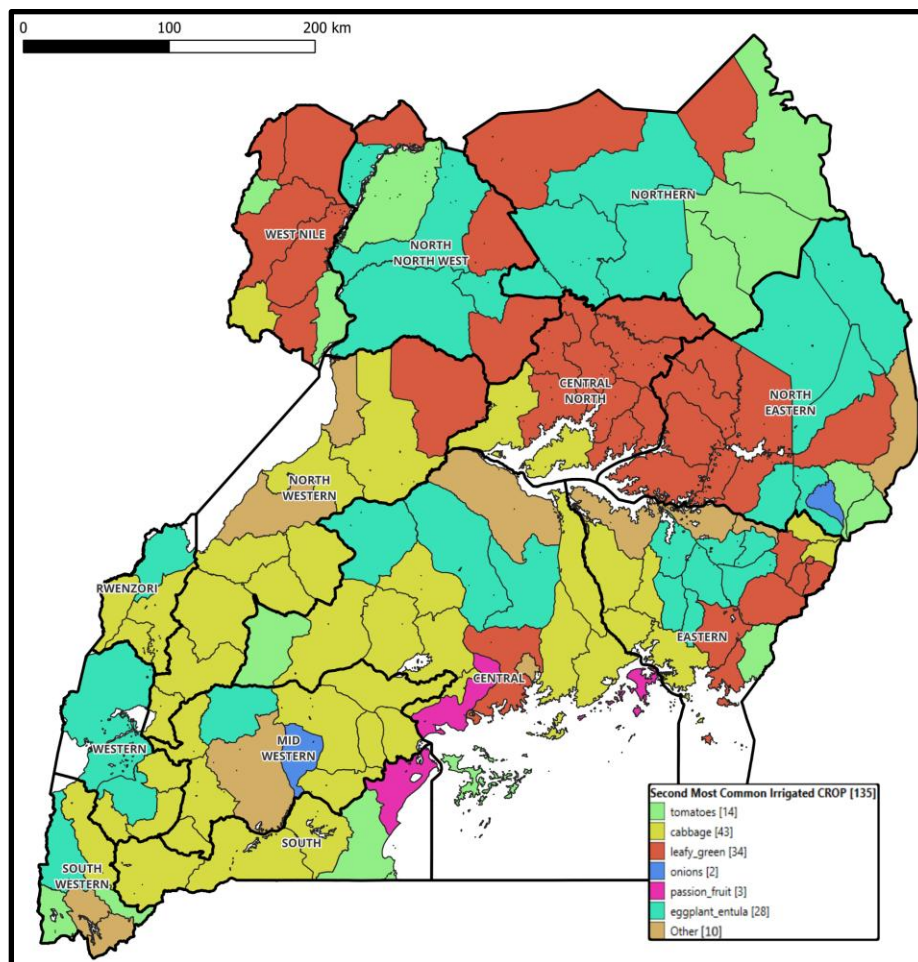 0 100 200 km
NORTHERN
WEST NILE
NORTH
NORTH WEST
CENTRAL
NORTH
NORTH
EASTERN
NORTH
WESTERN
RWENZORI
EASTERN
CENTRAL
WESTERN
MID
WESTERN
SOUTH
SOUTH
WESTERN
Second Most Common Irrigated CROP [135]
tomatoes [14]
cabbage [43]
leafy_green [34]
onions [2]
passion_fruit [3]
eggplant_entula [28]
Other [10]